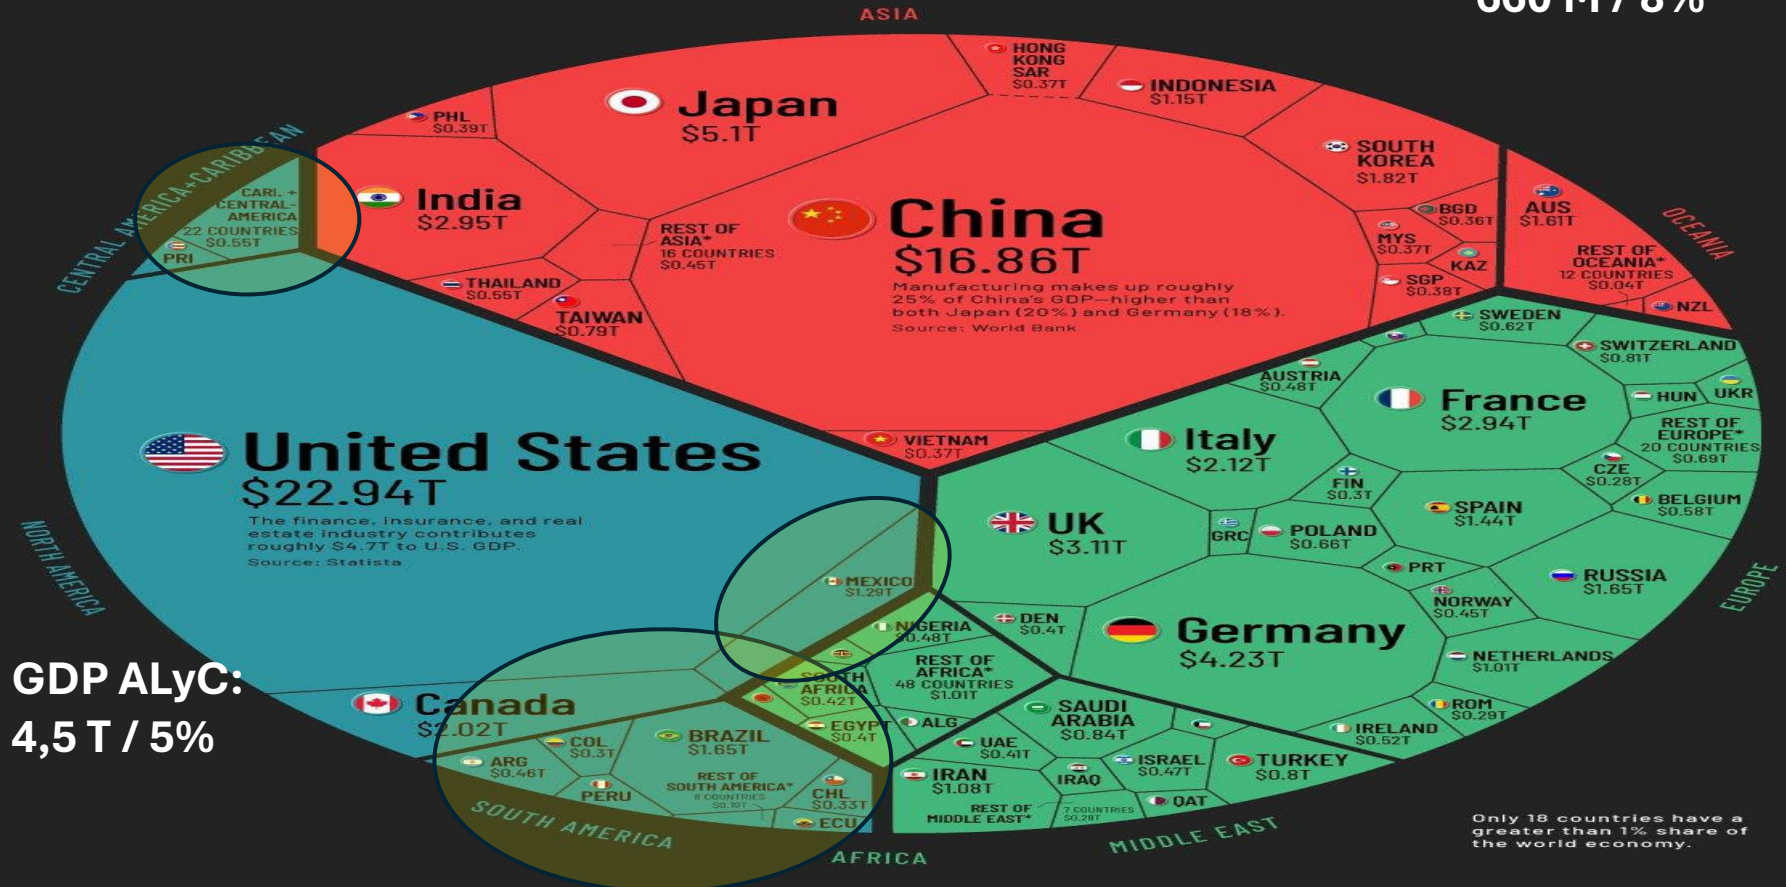 660 M / 8%
ASIA
HONG
KONG
SAR
$0.37T
INDONESIA
$1.15T
Japan
$5.1T
PHL
$0.39T
SOUTH
KOREA
$1.82T
CENTRAL AMERICA+CARIBBEAN
CARI. +
CENTRAL-
AMERICA
22 COUNTRIES
$0.55T
PRI
India
$2.95T
REST OF
ASIA*
16 COUNTRIES
$0.45T
China
$16.86T
Manufacturing makes up roughly
25% of China's GDP—higher than
both Japan (20%) and Germany (18%).
Source: World Bank
BGD
$0.36T
MYS
$0.37T
KAZ
SGP
$0.38T
AUS
$1.61T
OCEANIA
REST OF
OCEANIA*
12 COUNTRIES
$0.04T
NZL
THAILAND
$0.55T
TAIWAN
$0.79T
VIETNAM
$0.37T
SWEDEN
$0.62T
SWITZERLAND
$0.81T
AUSTRIA
$0.48T
France
$2.94T
HUN
UKR
REST OF
EUROPE*
20 COUNTRIES
$0.69T
Italy
$2.12T
FIN
$0.3T
CZE
$0.28T
BELGIUM
$0.58T
SPAIN
$1.44T
UK
$3.11T
GRC
POLAND
$0.66T
PRT
RUSSIA
$1.65T
NORWAY
$0.45T
EUROPE
United States
$22.94T
The finance, insurance, and real
estate industry contributes
roughly $4.7T to U.S. GDP.
Source: Statista
NORTH AMERICA
MEXICO
$1.29T
NIGERIA
$0.48T
DEN
$0.4T
Germany
$4.23T
NETHERLANDS
$1.01T
ROM
$0.29T
IRELAND
$0.52T
GDP ALyC:
4,5 T / 5%
Canada
$2.02T
SOUTH
AFRICA
$0.42T
REST OF
AFRICA*
48 COUNTRIES
$1.01T
EGYPT
$0.4T
ALG
SAUDI
ARABIA
$0.84T
UAE
$0.41T
ISRAEL
$0.47T
TURKEY
$0.8T
IRAN
$1.08T
IRAQ
QAT
REST OF
MIDDLE EAST*
7 COUNTRIES
$0.28T
COL
$0.3T
BRAZIL
$1.65T
ARG
$0.46T
PERU
REST OF
SOUTH AMERICA*
CHL
$0.33T
ECU
SOUTH AMERICA
AFRICA
MIDDLE EAST
Only 18 countries have a
greater than 1% share of
the world economy.